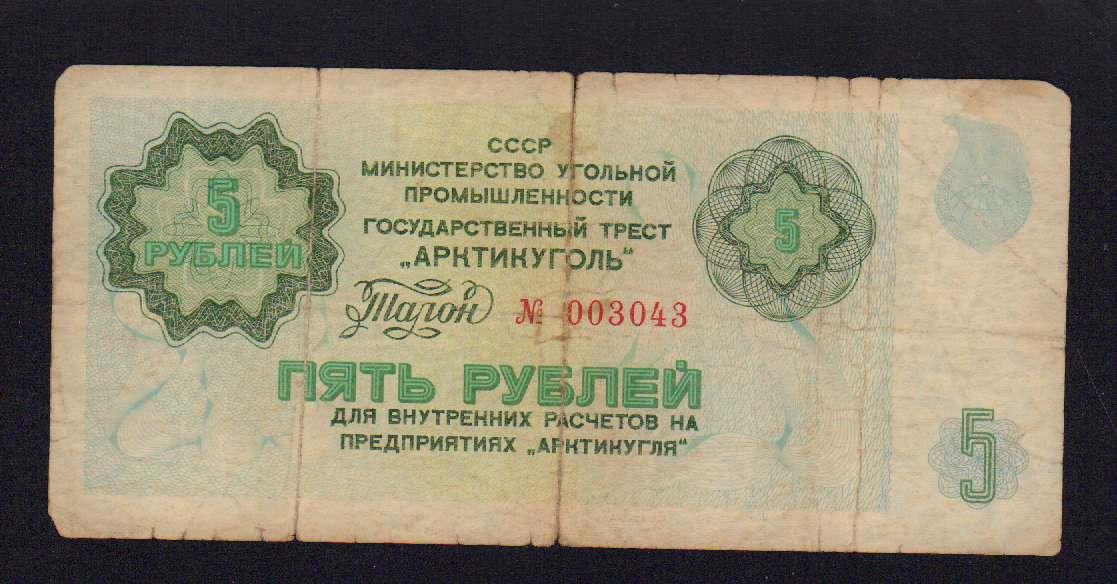 5
РУБЛЕЙ
СССР
МИНИСТЕРСТВО УГОЛЬНОЙ
ПРОМЫШЛЕННОСТИ
ГОСУДАРСТВЕННЫЙ ТРЕСТ
„АРКТИКУГОЛЬ“
Талон № 003043
5
ПЯТЬ РУБЛЕЙ
ДЛЯ ВНУТРЕННИХ РАСЧЕТОВ НА
ПРЕДПРИЯТИЯХ „АРКТИКУГЛЯ“
5